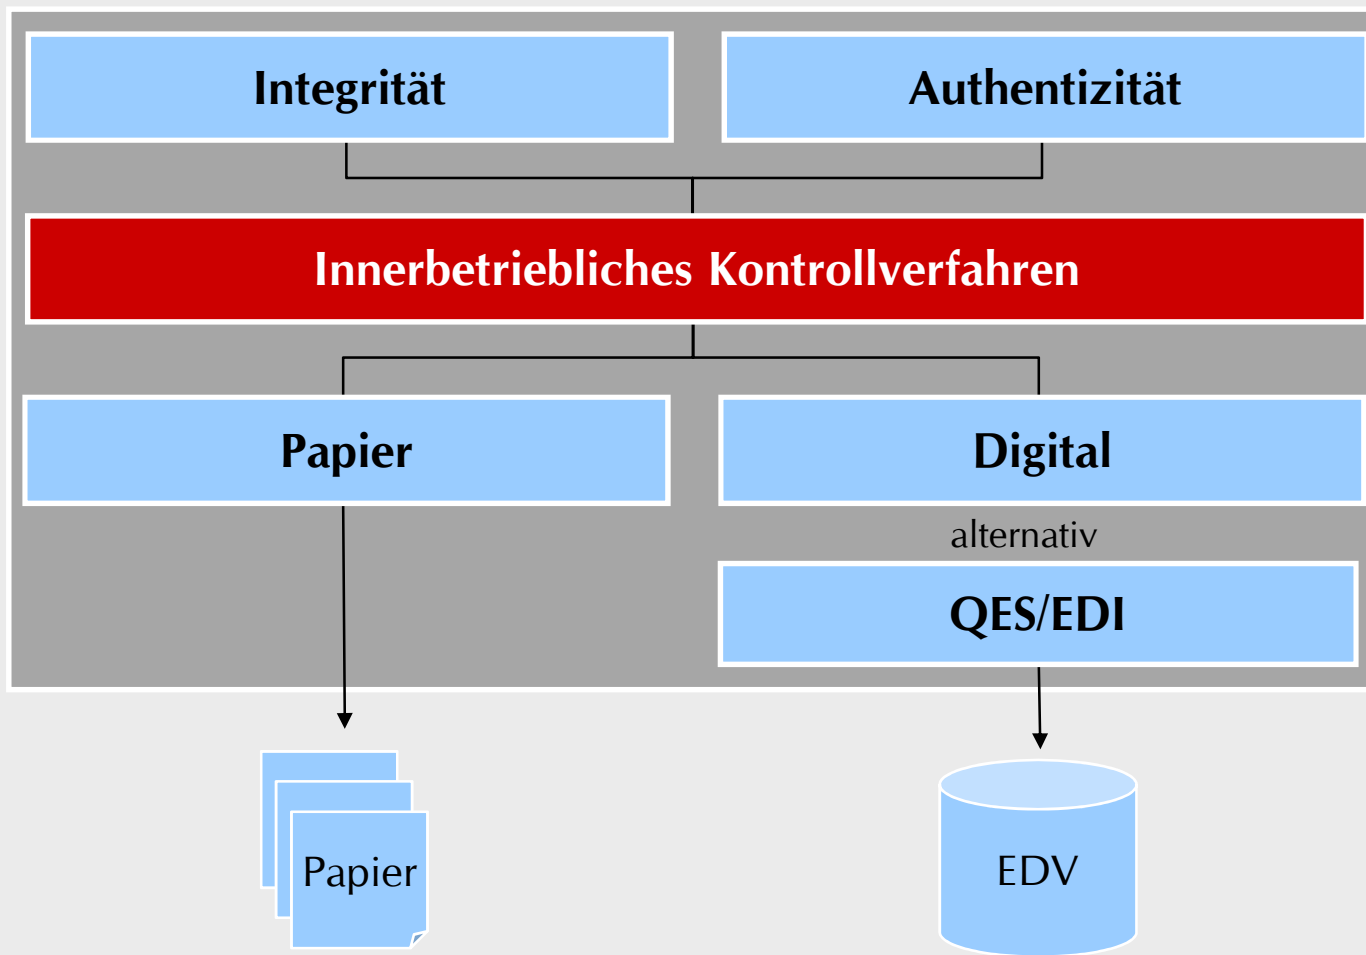 Integrität
Authentizität
Innerbetriebliches Kontrollverfahren
Papier
Digital
alternativ
QES/EDI
Papier
EDV